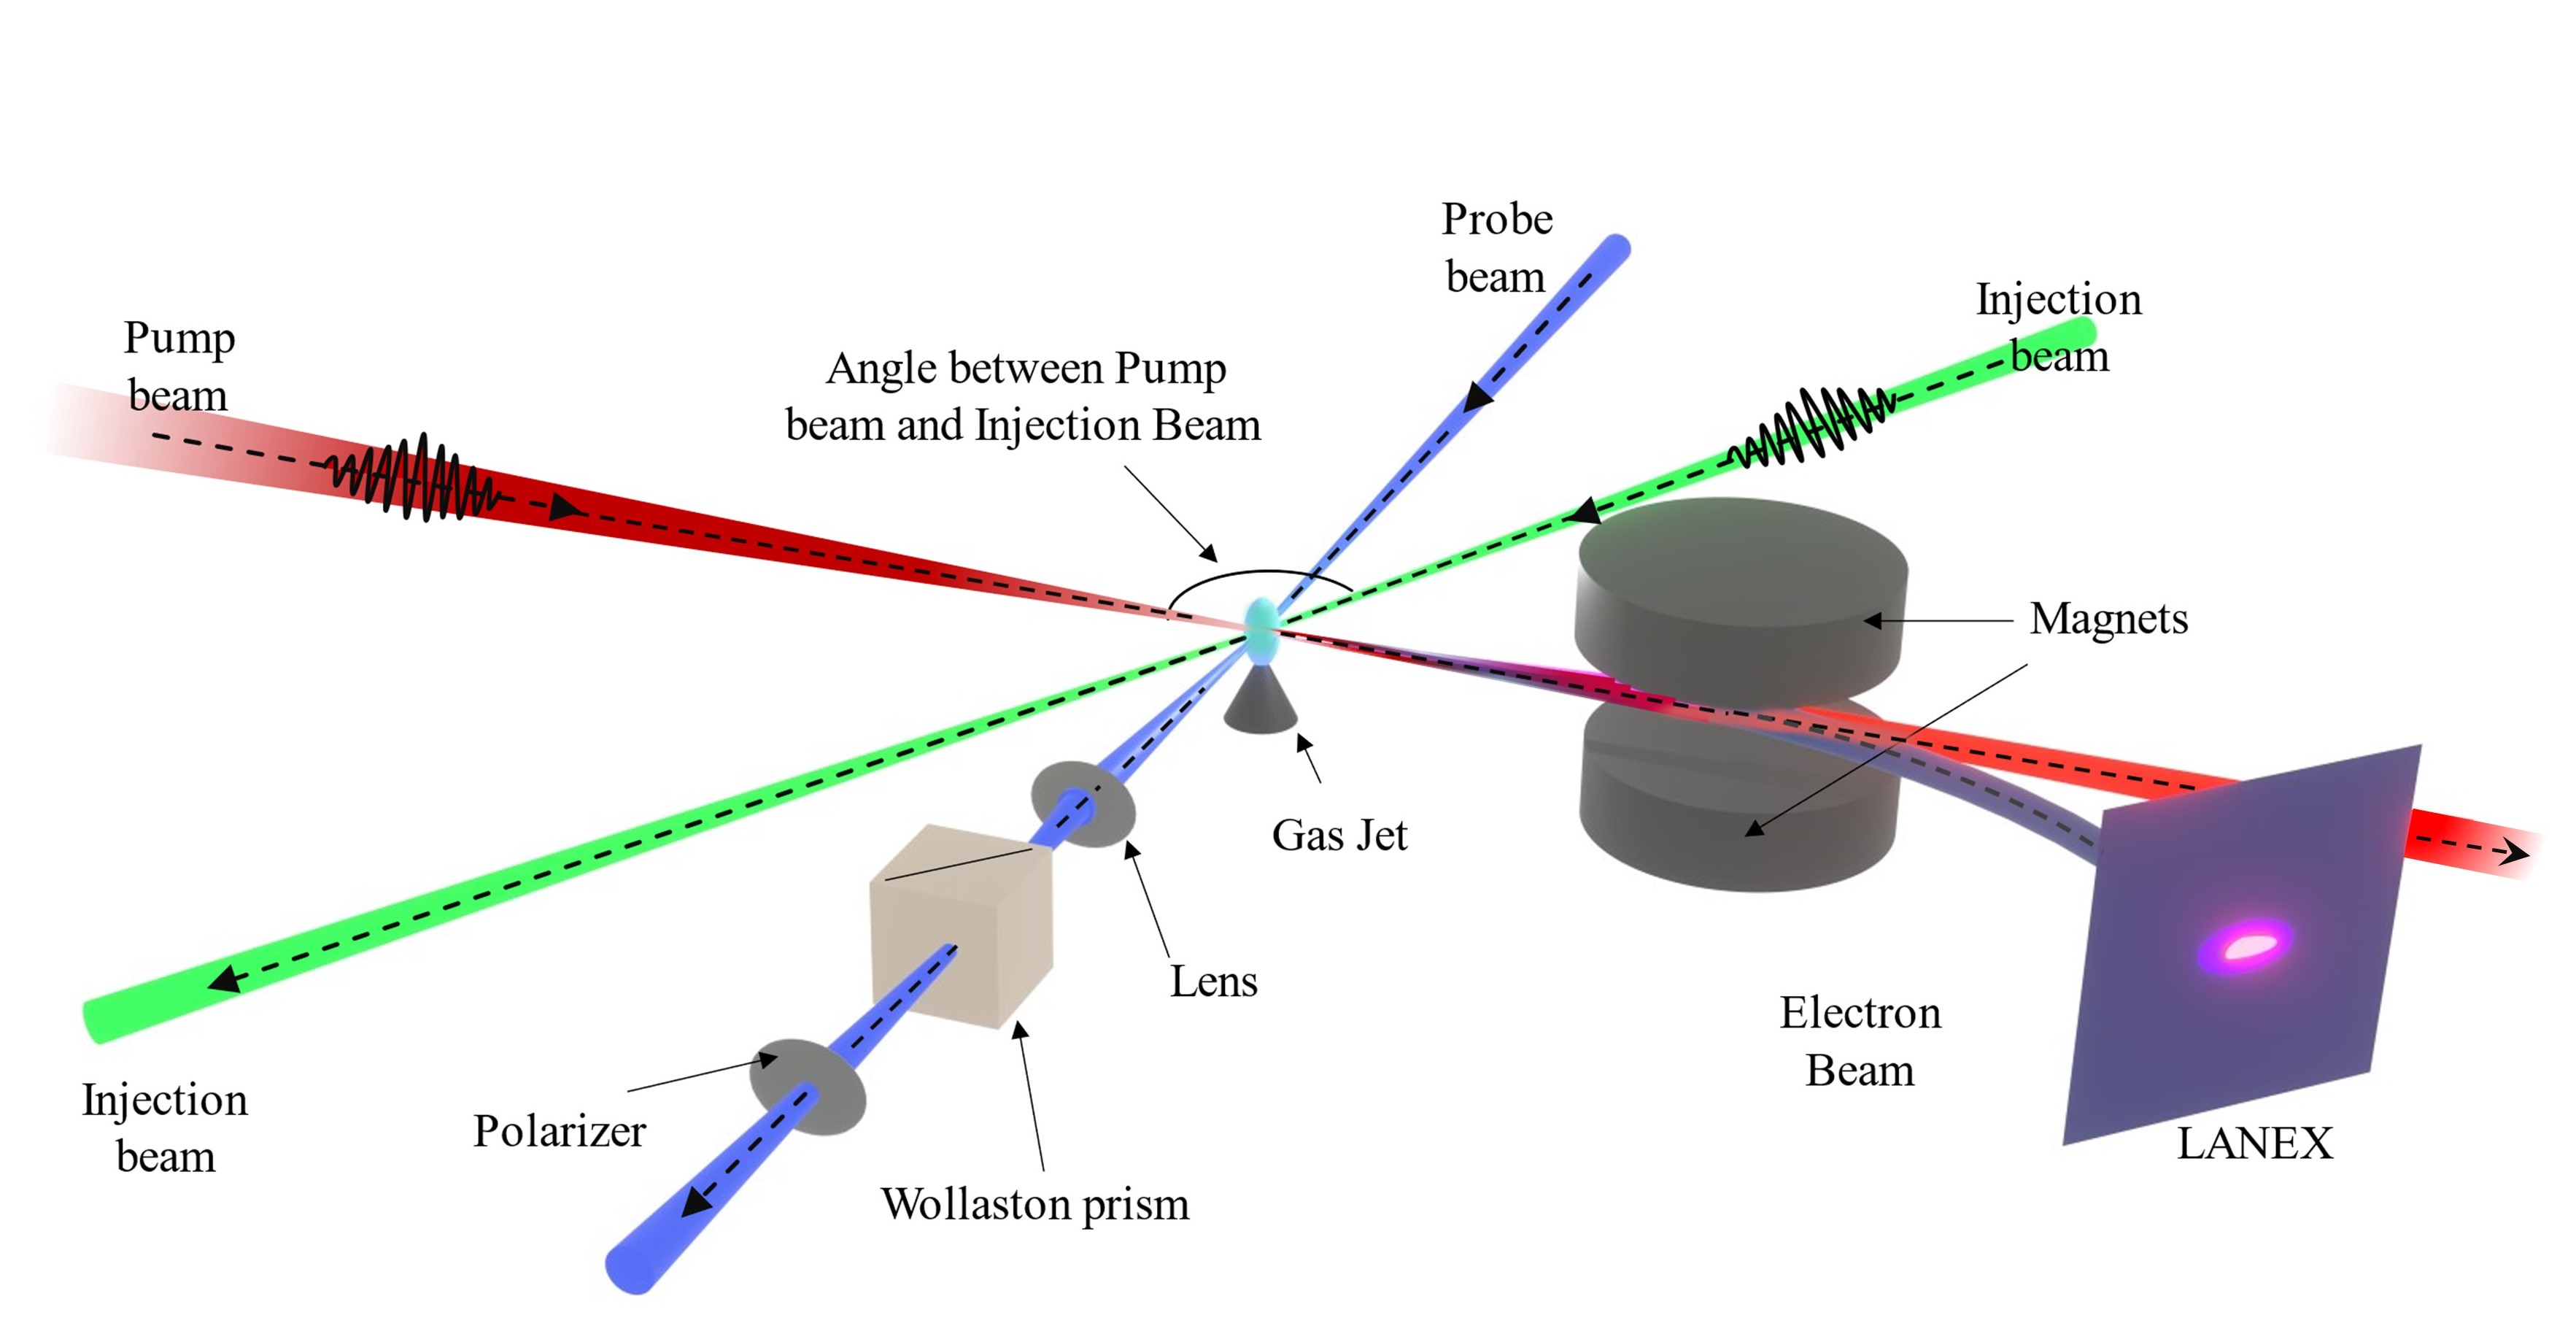 Probe
beam
Injection
beam
Pump
beam
Angle between Pump
beam and Injection Beam
Magnets
Gas Jet
Lens
Electron
Beam
Injection
beam
Polarizer
LANEX
Wollaston prism